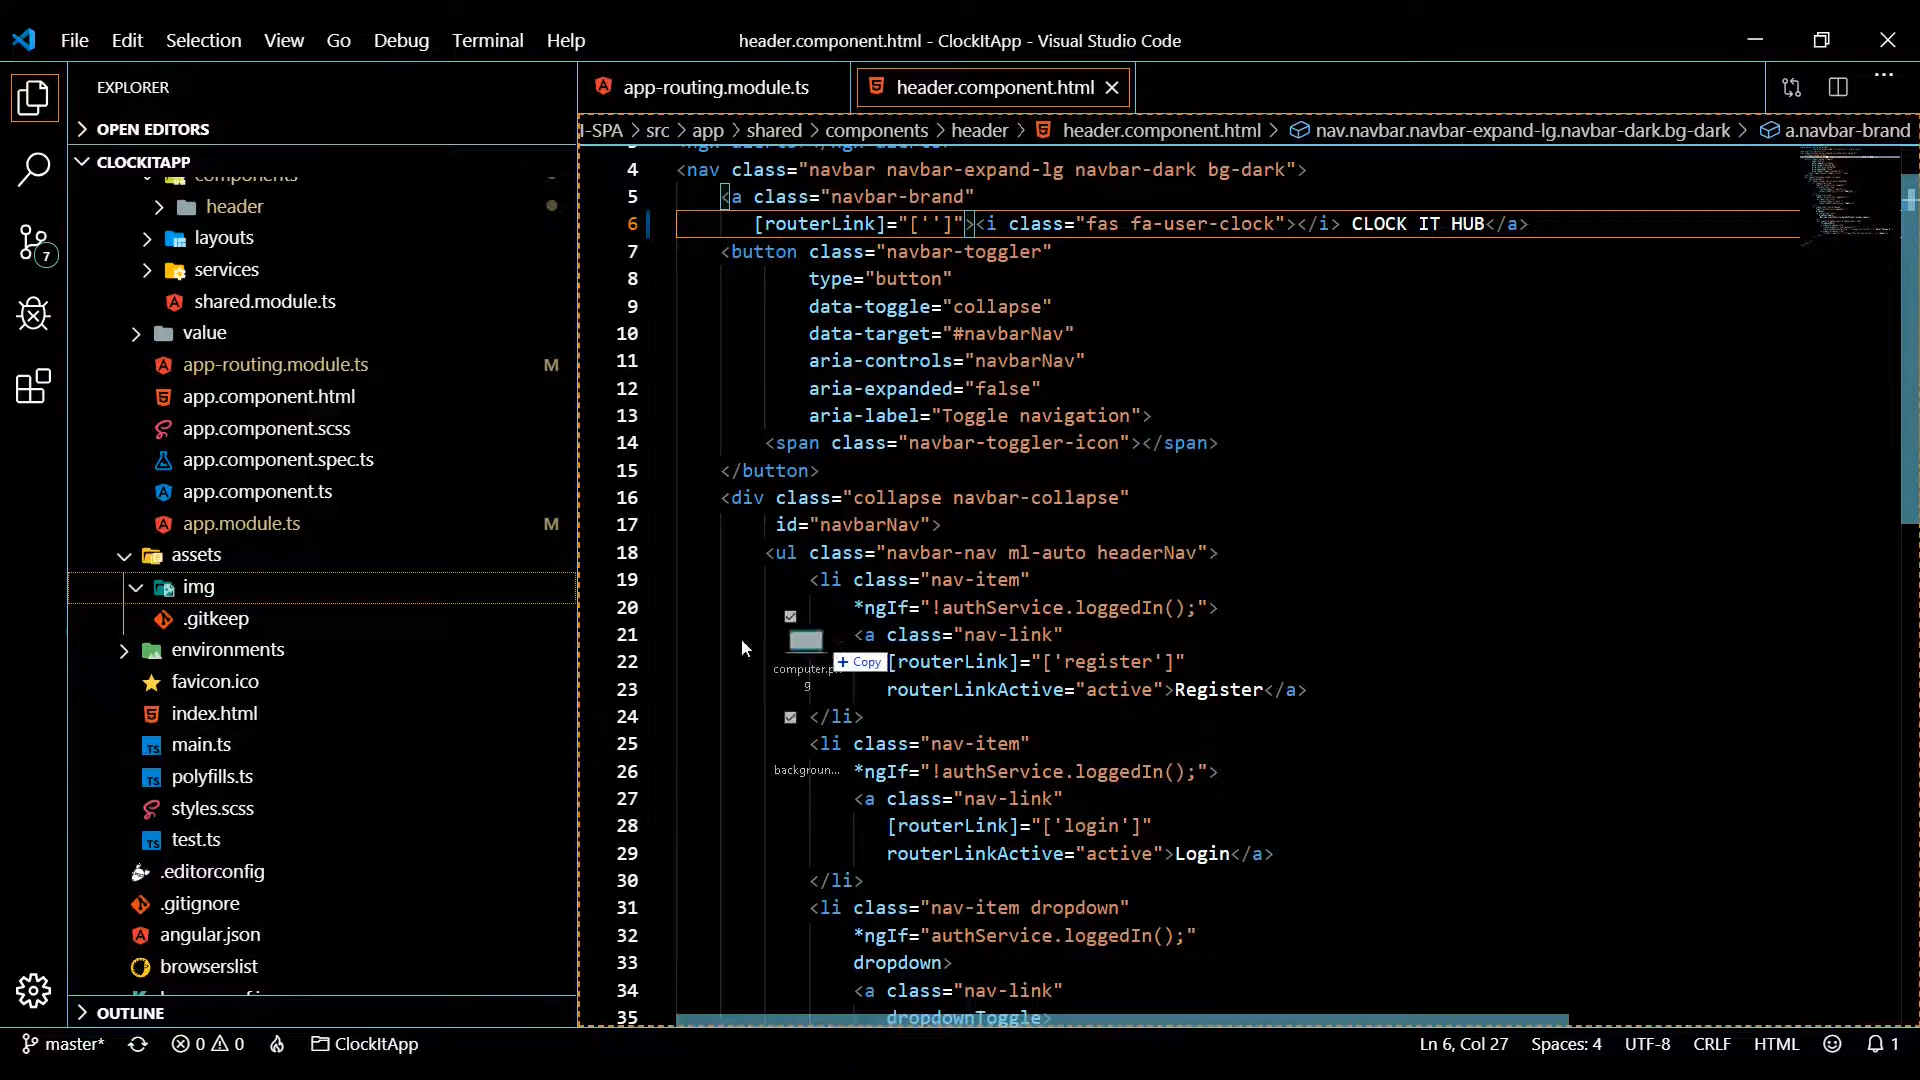 File Edit Selection View Go Debug Terminal Help
header.component.html - ClockItApp - Visual Studio Code
EXPLORER
OPEN EDITORS
CLOCKITAPP
components
header
layouts
services
shared.module.ts
value
app-routing.module.ts M
app.component.html
app.component.scss
app.component.spec.ts
app.component.ts
app.module.ts M
assets
img
.gitkeep
environments
favicon.ico
index.html
main.ts
polyfills.ts
styles.scss
test.ts
.editorconfig
.gitignore
angular.json
browserslist
OUTLINE
7
app-routing.module.ts
header.component.html
I-SPA > src > app > shared > components > header > header.component.html > nav.navbar.navbar-expand-lg.navbar-dark.bg-dark > a.navbar-brand
4 <nav class="navbar navbar-expand-lg navbar-dark bg-dark">
5 <a class="navbar-brand"
6 [routerLink]="['']"><i class="fas fa-user-clock"></i> CLOCK IT HUB</a>
7 <button class="navbar-toggler"
8 type="button"
9 data-toggle="collapse"
10 data-target="#navbarNav"
11 aria-controls="navbarNav"
12 aria-expanded="false"
13 aria-label="Toggle navigation">
14 <span class="navbar-toggler-icon"></span>
15 </button>
16 <div class="collapse navbar-collapse"
17 id="navbarNav">
18 <ul class="navbar-nav ml-auto headerNav">
19 <li class="nav-item"
20 *ngIf="!authService.loggedIn();">
21 <a class="nav-link"
22 [routerLink]="['register']"
23 routerLinkActive="active">Register</a>
24 </li>
25 <li class="nav-item"
26 *ngIf="!authService.loggedIn();">
27 <a class="nav-link"
28 [routerLink]="['login']"
29 routerLinkActive="active">Login</a>
30 </li>
31 <li class="nav-item dropdown"
32 *ngIf="authService.loggedIn();"
33 dropdown>
34 <a class="nav-link"
35 dropdownToggle>
+ Copy
backgroun...
master* 0 0 ClockItApp
Ln 6, Col 27 Spaces: 4 UTF-8 CRLF HTML 1